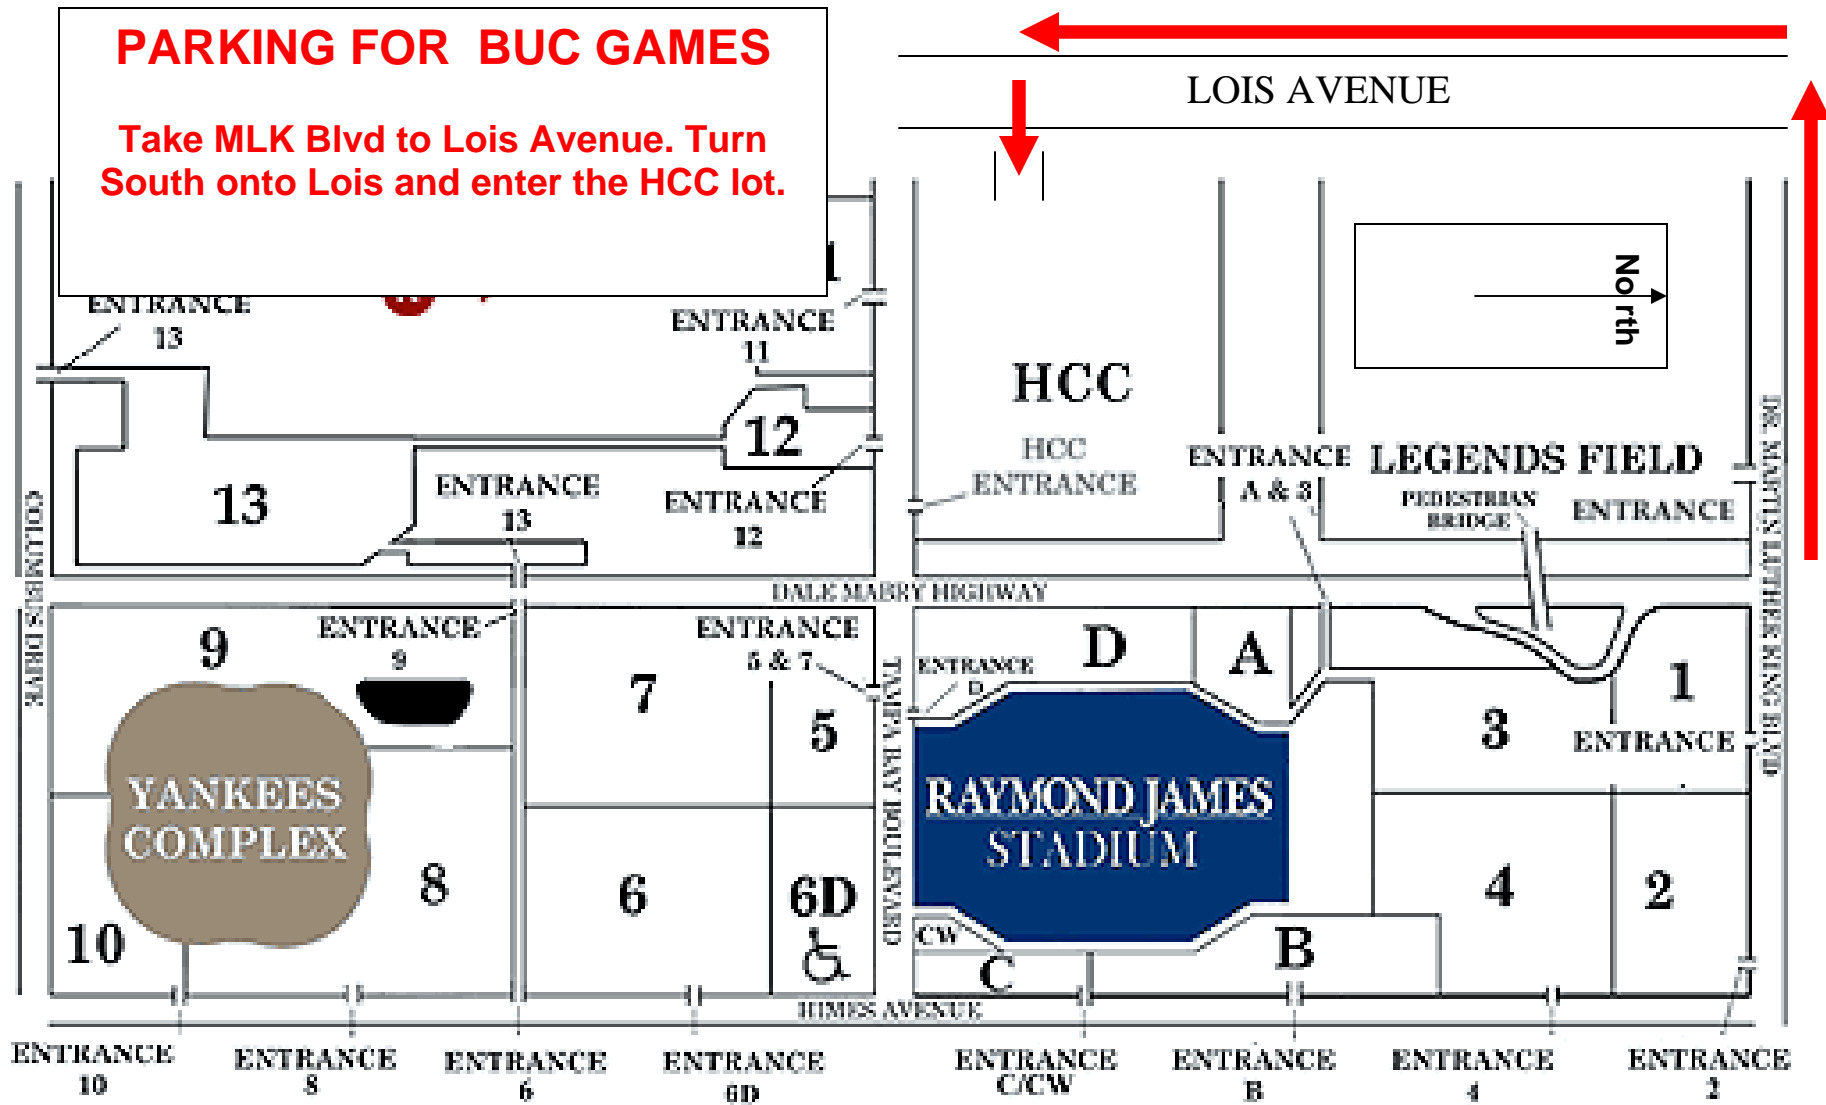 PARKING FOR BUC GAMES
Take MLK Blvd to Lois Avenue. Turn
South onto Lois and enter the HCC lot.
LOIS AVENUE
North
ENTRANCE
13
ENTRANCE
11
HCC
HCC
ENTRANCE
12
ENTRANCE
12
13
ENTRANCE
13
ENTRANCE
A & 3
LEGENDS FIELD
PEDESTRIAN
BRIDGE
ENTRANCE
COLUMBUS DRIVE
DR. MARTIN LUTHER KING BLVD
DALE MABRY HIGHWAY
9
ENTRANCE
9
7
ENTRANCE
5 & 7
5
TAMPA BAY BOULEVARD
ENTRANCE
D
D
A
3
1
ENTRANCE
YANKEES
COMPLEX
RAYMOND JAMES
STADIUM
8
6
6D
10
CW
C
B
4
2
HIMES AVENUE
ENTRANCE
10
ENTRANCE
8
ENTRANCE
6
ENTRANCE
6D
ENTRANCE
C/CW
ENTRANCE
B
ENTRANCE
4
ENTRANCE
2